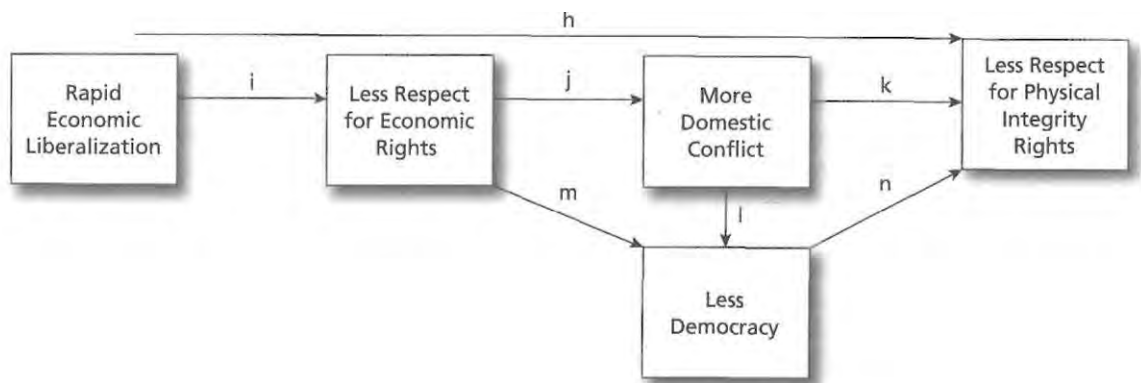 h
Rapid
Economic
Liberalization
i
Less Respect
for Economic
Rights
j
More
Domestic
Conflict
k
Less Respect
for Physical
Integrity
Rights
m
l
n
Less
Democracy